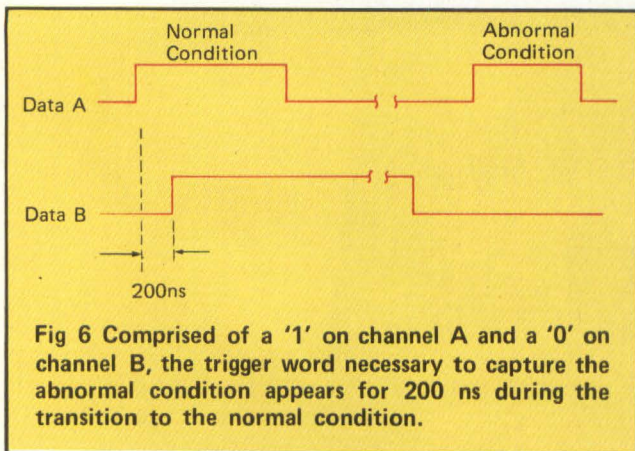 Normal
Condition
Abnormal
Condition
Data A
Data B
200ns
Fig 6 Comprised of a '1' on channel A and a '0' on
channel B, the trigger word necessary to capture the
abnormal condition appears for 200 ns during the
transition to the normal condition.